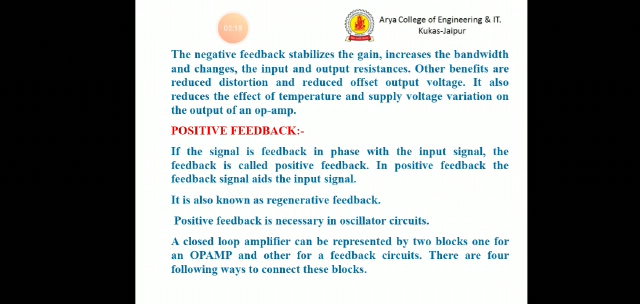 Arya College of Engineering & IT.
Kukas-Jaipur
The negative feedback stabilizes the gain, increases the bandwidth
and changes, the input and output resistances. Other benefits are
reduced distortion and reduced offset output voltage. It also
reduces the effect of temperature and supply voltage variation on
the output of an op-amp.
POSITIVE FEEDBACK:-
If the signal is feedback in phase with the input signal, the
feedback is called positive feedback. In positive feedback the
feedback signal aids the input signal.
It is also known as regenerative feedback.
Positive feedback is necessary in oscillator circuits.
A closed loop amplifier can be represented by two blocks one for
an OPAMP and other for a feedback circuits. There are four
following ways to connect these blocks.